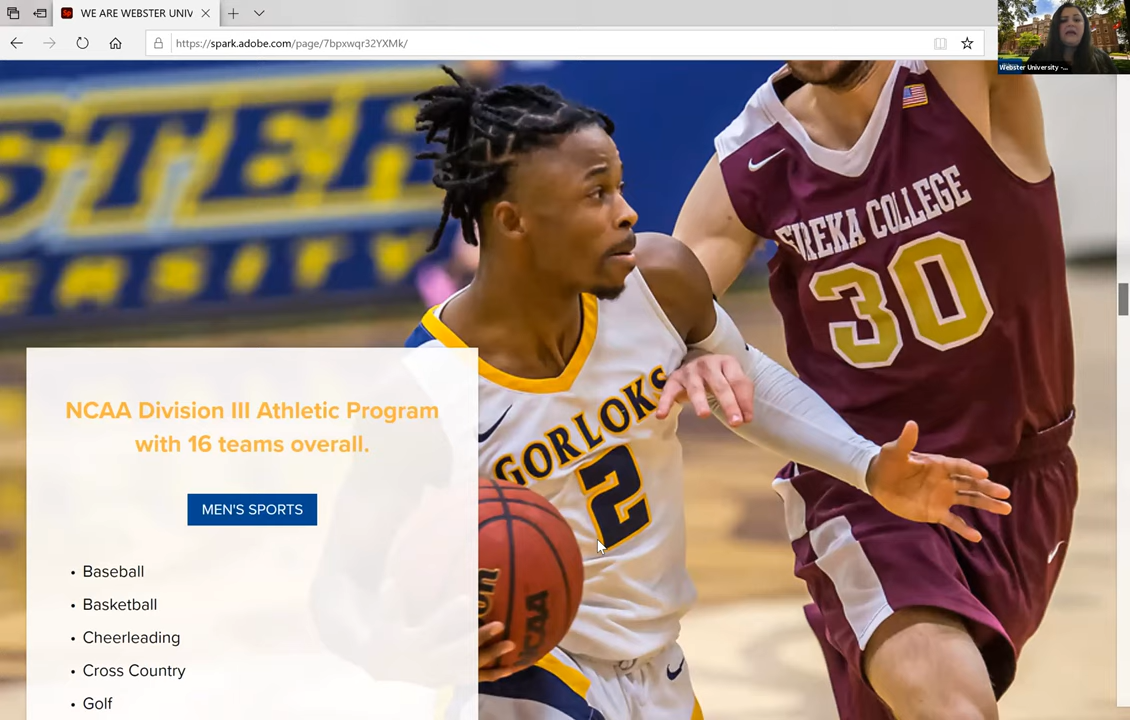 WE ARE WEBSTER UNIV
https://spark.adobe.com/page/7bpxwqr32YXMk/
Webster University -...
EUREKA COLLEGE
30
NCAA Division III Athletic Program
with 16 teams overall.
MEN'S SPORTS
• Baseball
• Basketball
• Cheerleading
• Cross Country
• Golf
GORLOKS
2
NCAA